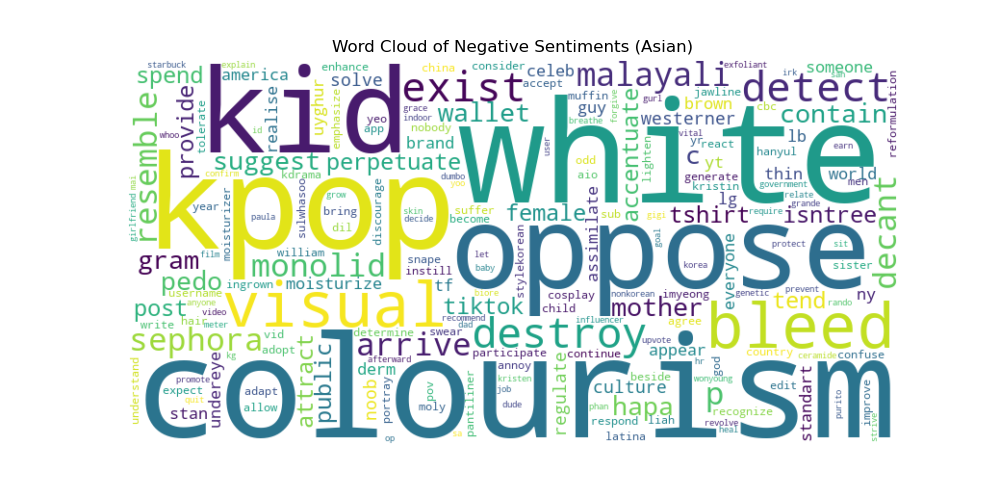 Word Cloud of Negative Sentiments (Asian)
starbuck explain enhance china consider celeb malayali someone irk san exfoliant
spend america solve accept detect
kid exist white
resemble provide tolerate realise uyghur emphasize yeo app grace indoor nobody wallet muffin guy forgive accentuate brown jawline cbc contain reformulation
whoo id brand breathe gurl westerner vital yr react lb hanyul earn
suggest perpetuate user odd aio lighten c yt generate kristin thin world men government
kpop confirm kdrama dumbo yoo suffer become female sub gigi lg tshirt require relate grande isntree decant
girlfriend mai year film moisturizer paula sulwhasoo grow bring dil discourage skin decide
oppose stylekorean let baby assimilate goal korea everyone genetic protect sit sister
gram william snape instill
pedo ingrown monolid moisturize tf cosplay child nonkorean imyeong mother tend prevent ny rando
username anyone visual tiktok biore
post video hair recommend influencer agree bleed
write meter vid dad swear destroy upvote country ceramide confuse
sephora adopt determine arrive participate continue appear
understand kg attract public derm afterward annoy beside hr god
colourism
promote expect adapt undereye noob portray pov kristen job regulate culture wonyoung edit standart improve purito
quit allow stan moly dude pantiliner phan hapa p recognize
op so respond liah latina revolve heal strive